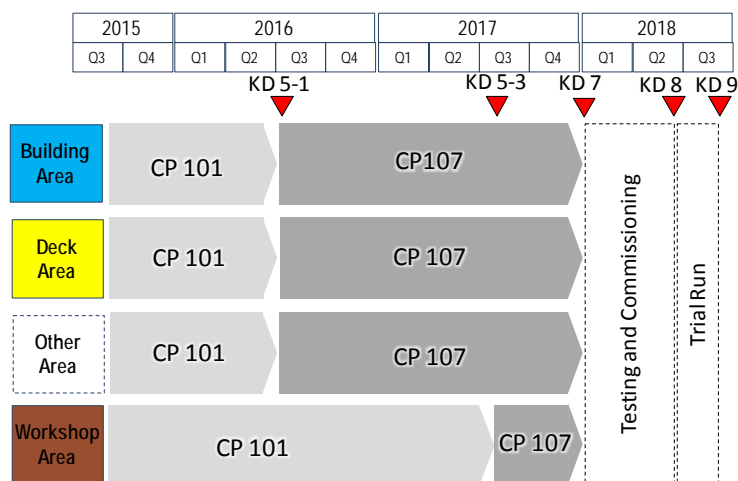 2015 2016 2017 2018
Q3 Q4 Q1 Q2 Q3 Q4 Q1 Q2 Q3 Q4 Q1 Q2 Q3
KD 5-1 KD 5-3 KD 7 KD 8 KD 9
Building
Area
CP 101 CP107
Deck
Area
CP 101 CP 107
Other
Area
CP 101 CP 107
Workshop
Area
CP 101 CP 107
Testing and Commissioning
Trial Run